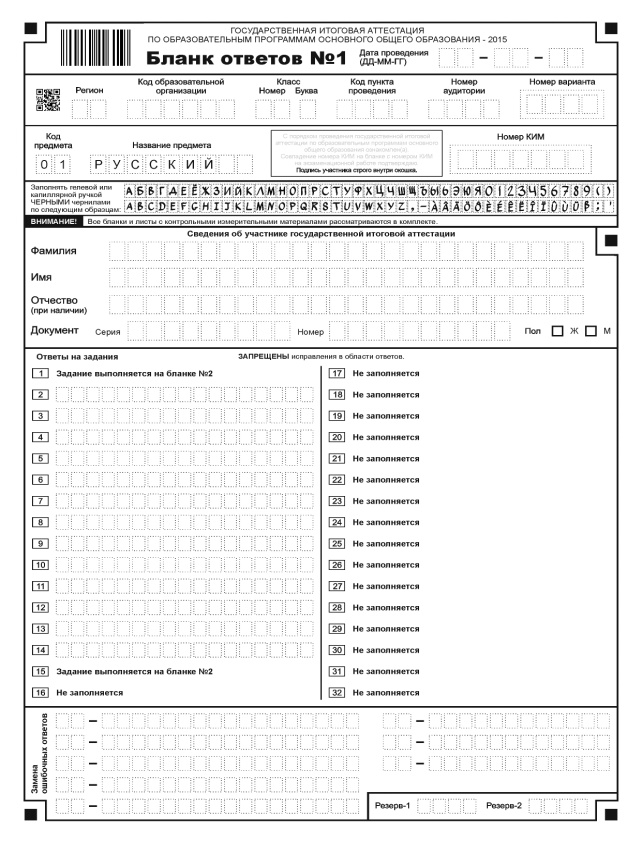 ГОСУДАРСТВЕННАЯ ИТОГОВАЯ АТТЕСТАЦИЯ
ПО ОБРАЗОВАТЕЛЬНЫМ ПРОГРАММАМ ОСНОВНОГО ОБЩЕГО ОБРАЗОВАНИЯ - 2015
Бланк ответов №1
Дата проведения
(ДД-ММ-ГГ)
– –
Регион
Код образовательной
организации
Класс
Номер Буква
Код пункта
проведения
Номер
аудитории
Номер варианта
Код
предмета
Название предмета
0 1 РУССКИЙ
С порядком проведения государственной итоговой
аттестации по образовательным программам основного
общего образования ознакомлен(а).
Совпадение номера КИМ на бланке с номером КИМ
на экзаменационной работе подтверждаю
Подпись участника строго внутри окошка.
Номер КИМ
Заполнять гелевой или
капиллярной ручкой
ЧЕРНЫМИ чернилами
по следующим образцам:
АБВГДЕЁЖЗИЙКЛМНОПРСТУФХЦЧШЩЪЫЬЭЮЯ0123456789()
ВНИМАНИЕ! Все бланки и листы с контрольными измерительными материалами рассматриваются в комплекте.
Сведения об участнике государственной итоговой аттестации
Фамилия
Имя
Отчество
(при наличии)
Документ Серия Номер Пол Ж М
Ответы на задания ЗАПРЕЩЕНЫ исправления в области ответов.
1 Задание выполняется на бланке №2
2
3
4
5
6
7
8
9
10
11
12
13
14
15 Задание выполняется на бланке №2
16 Не заполняется
17 Не заполняется
18 Не заполняется
19 Не заполняется
20 Не заполняется
21 Не заполняется
22 Не заполняется
23 Не заполняется
24 Не заполняется
25 Не заполняется
26 Не заполняется
27 Не заполняется
28 Не заполняется
29 Не заполняется
30 Не заполняется
31 Не заполняется
32 Не заполняется
Замена
ошибочных ответов
Резерв-1 Резерв-2